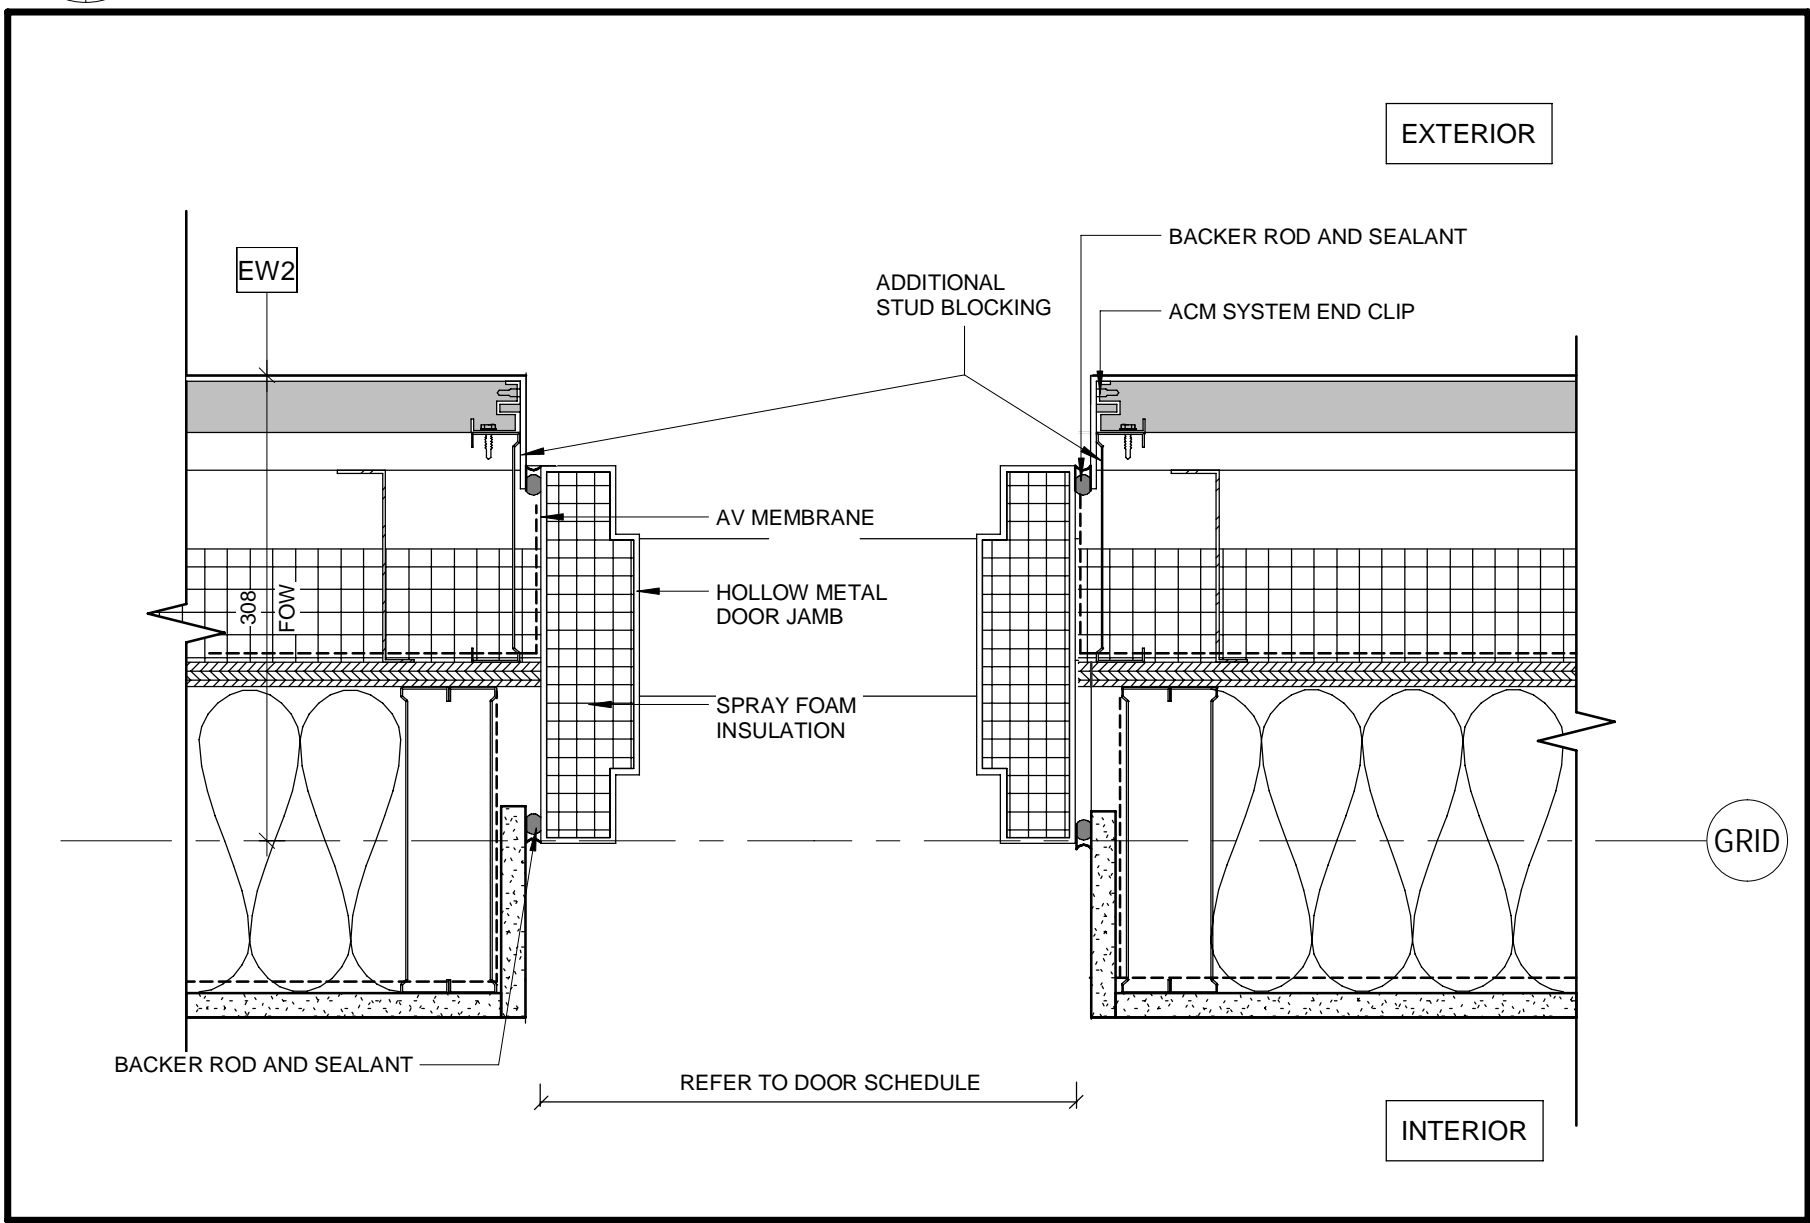 EXTERIOR
BACKER ROD AND SEALANT
EW2
ADDITIONAL
STUD BLOCKING
ACM SYSTEM END CLIP
AV MEMBRANE
308
FOW
HOLLOW METAL
DOOR JAMB
SPRAY FOAM
INSULATION
GRID
BACKER ROD AND SEALANT
REFER TO DOOR SCHEDULE
INTERIOR